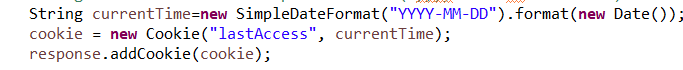 String currentTime=new SimpleDateFormat("YYYY-MM-DD").format(new Date());
cookie = new Cookie("lastAccess", currentTime);
response.addCookie(cookie);